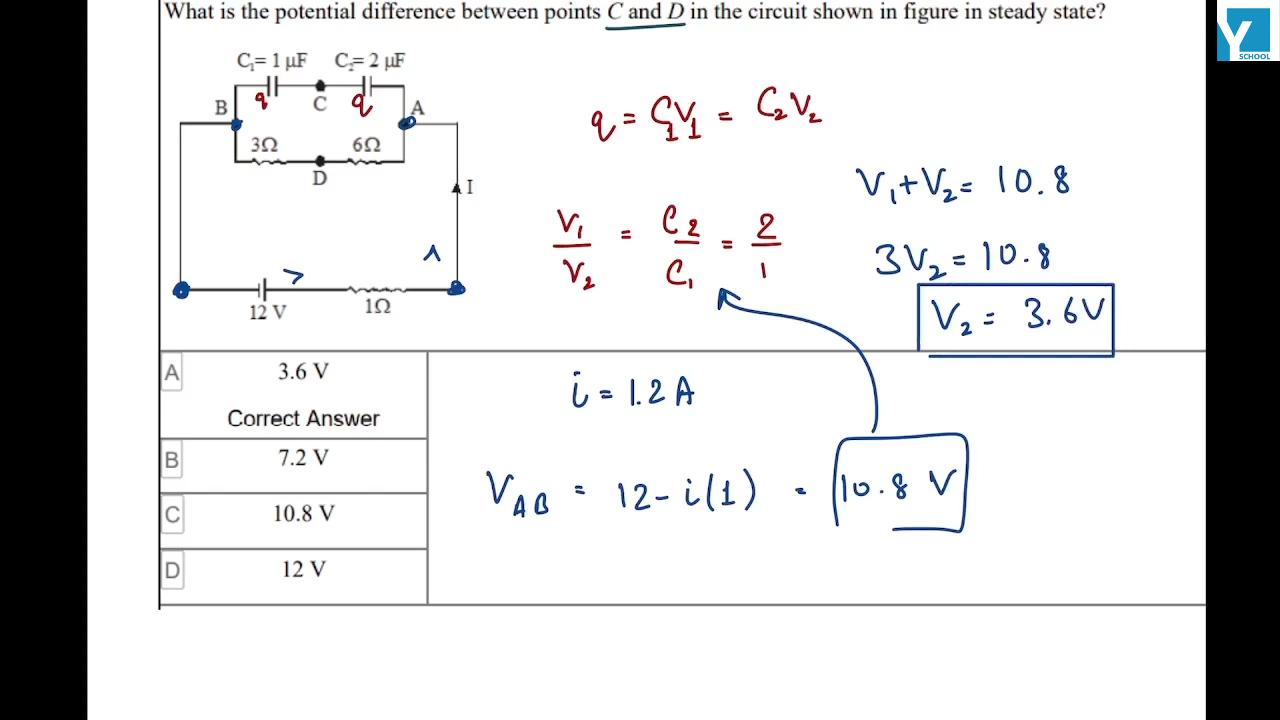 What is the potential difference between points C and D in the circuit shown in figure in steady state?
Y
SCHOOL
C₁= 1 μF C₂= 2 μF
B q C q A
3Ω 6Ω
D
I
12 V 1Ω
q = C₁V₁ = C₂V₂
V₁/V₂ = C₂/C₁ = 2/1
V₁+V₂ = 10.8
3V₂ = 10.8
V₂ = 3.6V
A 3.6 V
Correct Answer
B 7.2 V
C 10.8 V
D 12 V
i = 1.2 A
V_AB = 12 - i(1) = 10.8 V